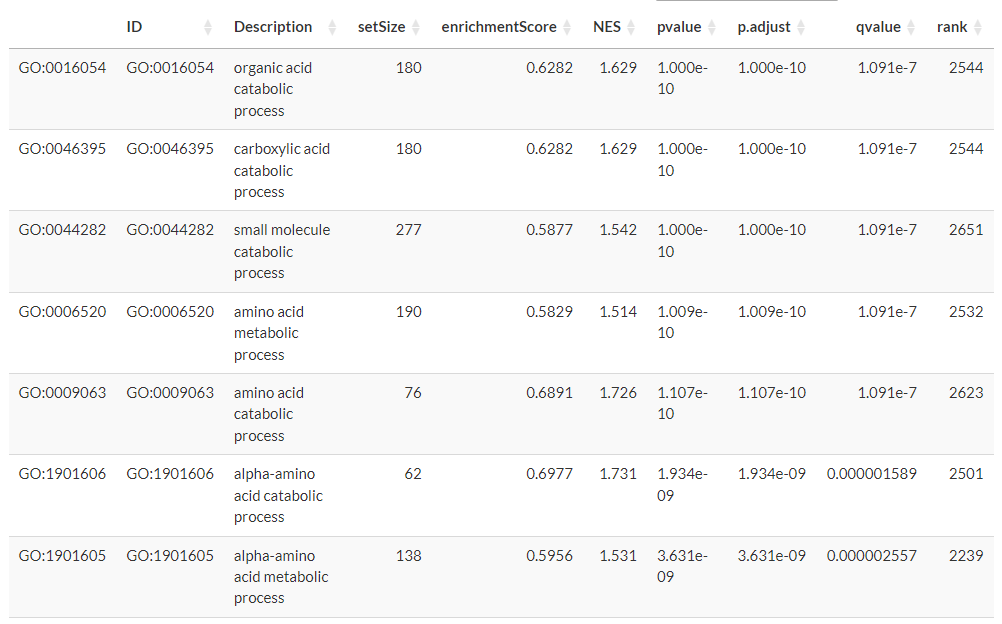 ID Description setSize enrichmentScore NES pvalue p.adjust qvalue rank
GO:0016054 GO:0016054 organic acid 180 0.6282 1.629 1.000e- 1.000e-10 1.091e-7 2544
catabolic 10
process
GO:0046395 GO:0046395 carboxylic acid 180 0.6282 1.629 1.000e- 1.000e-10 1.091e-7 2544
catabolic 10
process
GO:0044282 GO:0044282 small molecule 277 0.5877 1.542 1.000e- 1.000e-10 1.091e-7 2651
catabolic 10
process
GO:0006520 GO:0006520 amino acid 190 0.5829 1.514 1.009e- 1.009e-10 1.091e-7 2532
metabolic 10
process
GO:0009063 GO:0009063 amino acid 76 0.6891 1.726 1.107e- 1.107e-10 1.091e-7 2623
catabolic 10
process
GO:1901606 GO:1901606 alpha-amino 62 0.6977 1.731 1.934e- 1.934e-09 0.000001589 2501
acid catabolic 09
process
GO:1901605 GO:1901605 alpha-amino 138 0.5956 1.531 3.631e- 3.631e-09 0.000002557 2239
acid metabolic 09
process